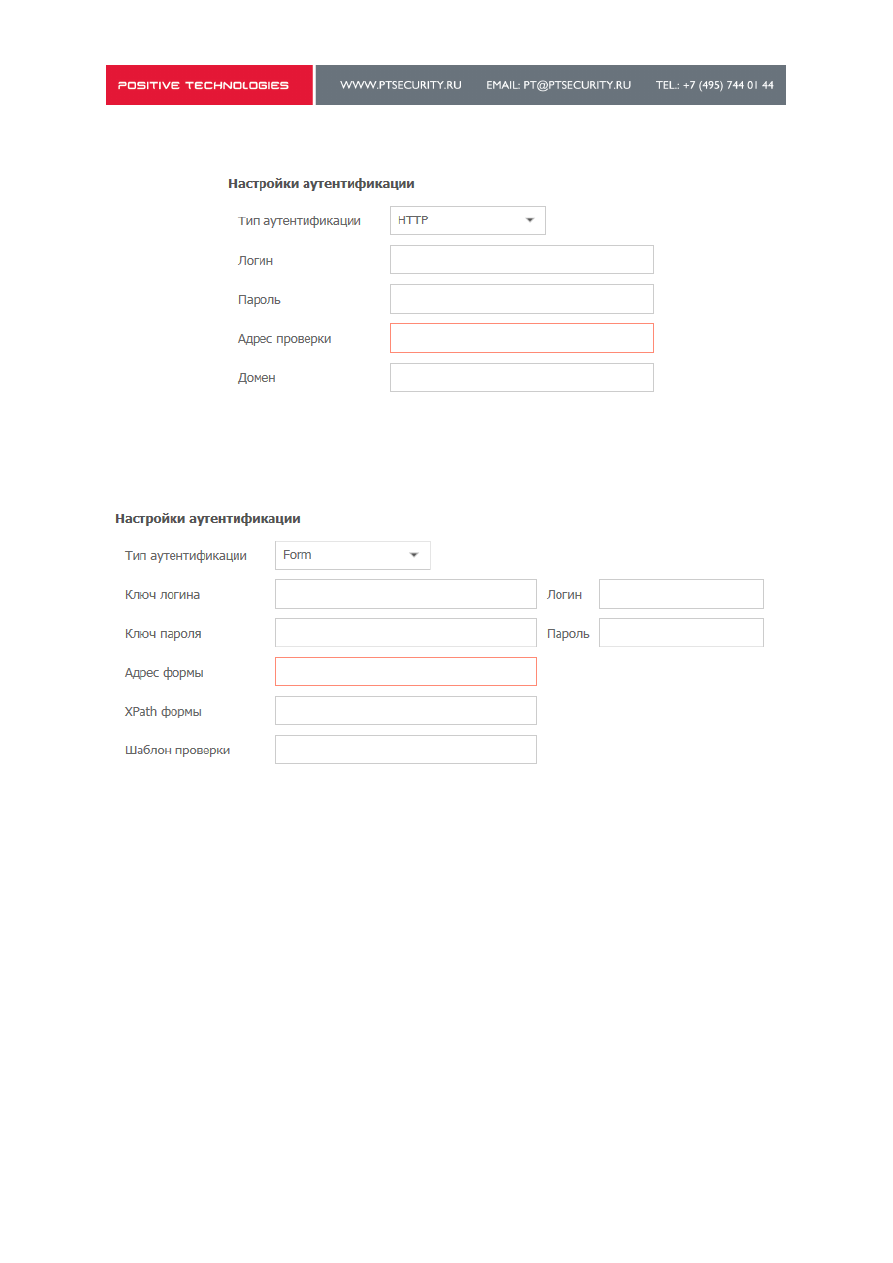 POSITIVE TECHNOLOGIES WWW.PTSECURITY.RU EMAIL: PT@PTSECURITY.RU TEL.: +7 (495) 744 01 44
Настройки аутентификации
Тип аутентификации HTTP
Логин
Пароль
Адрес проверки
Домен
Настройки аутентификации
Тип аутентификации Form
Ключ логина Логин
Ключ пароля Пароль
Адрес формы
XPath формы
Шаблон проверки